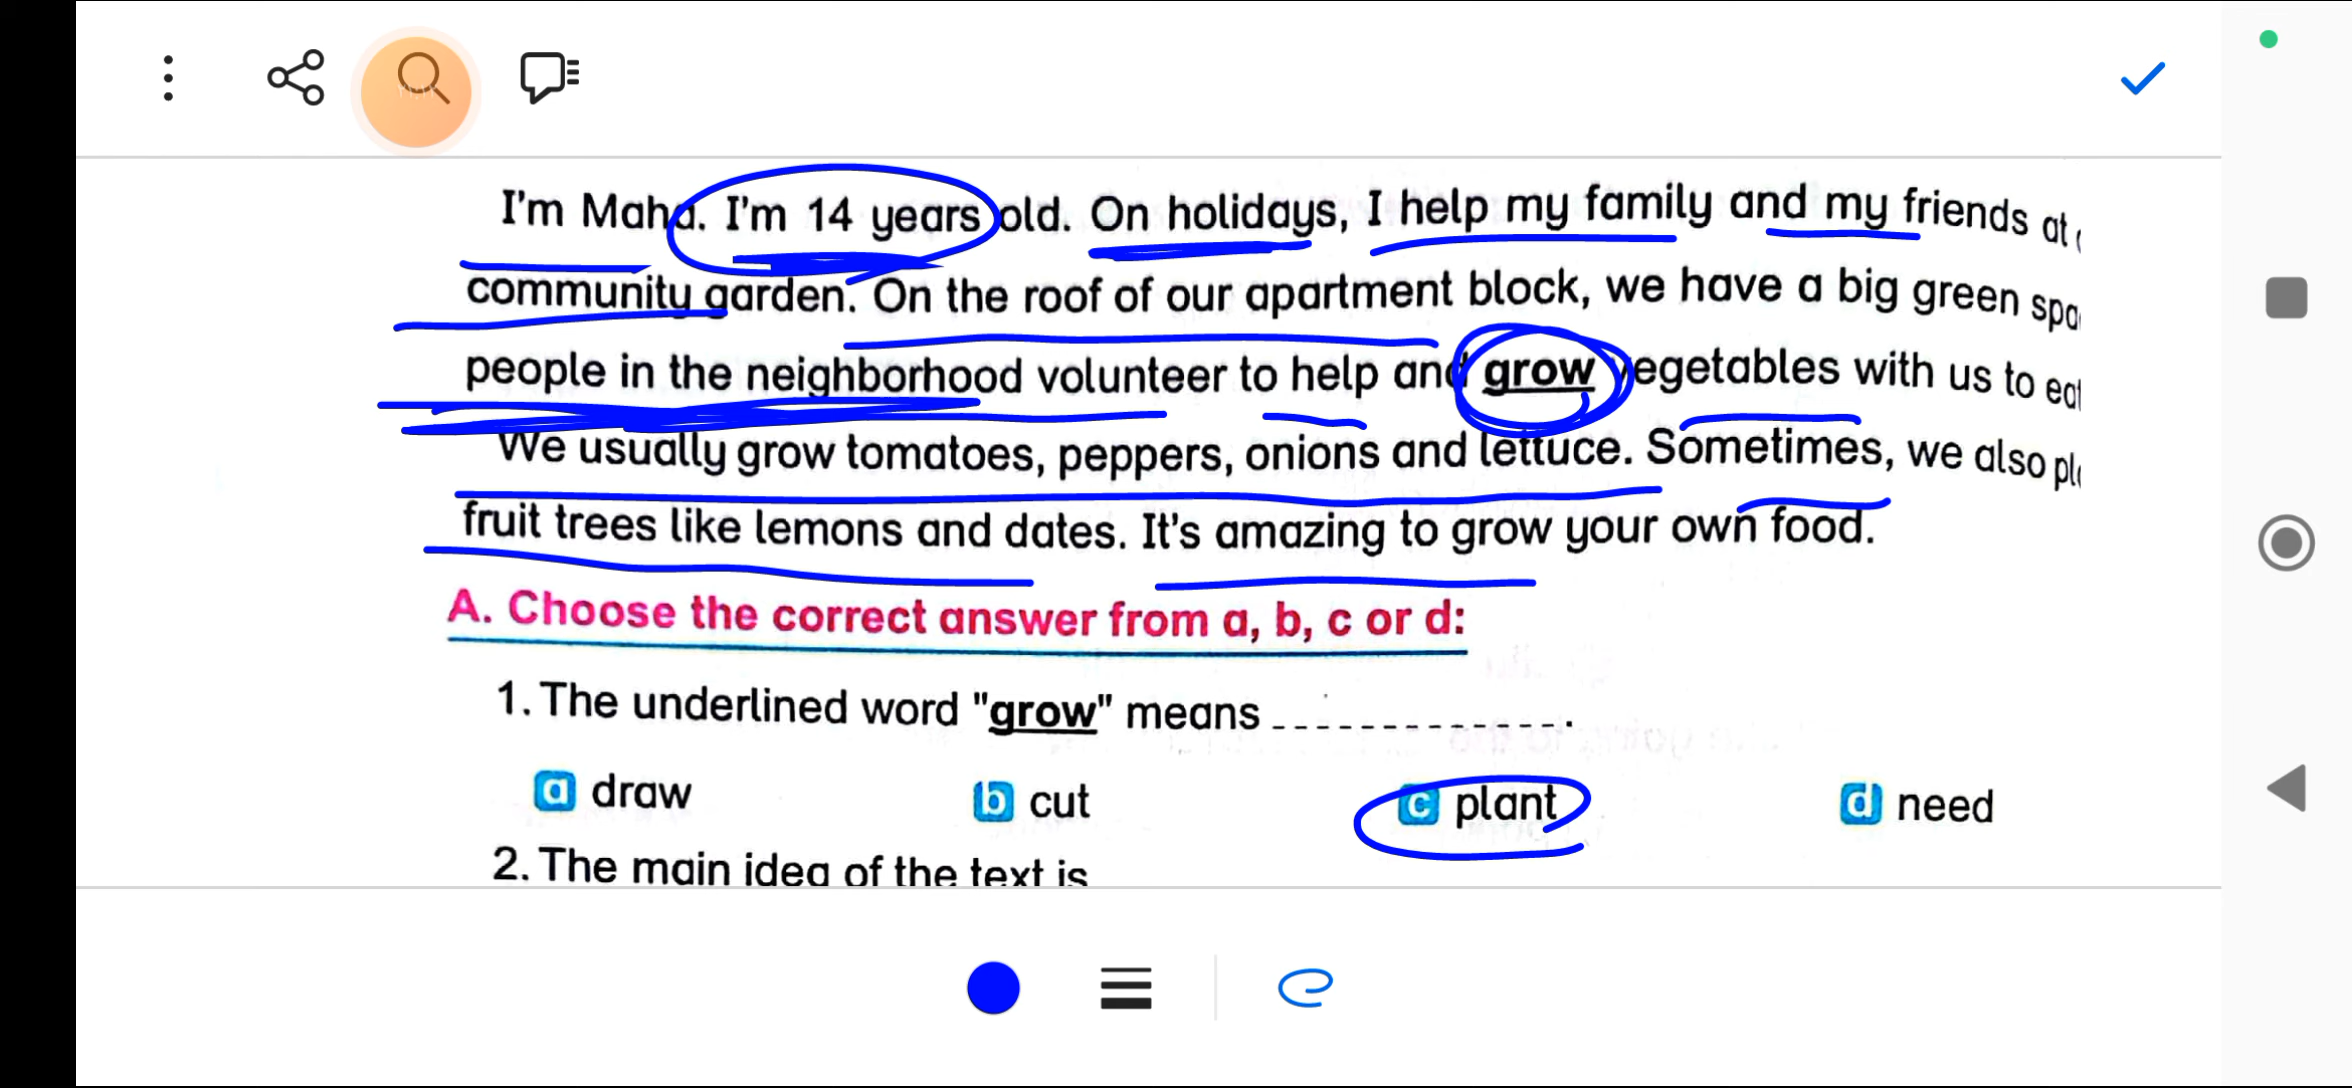 I'm Maha. I'm 14 years old. On holidays, I help my family and my friends at
community garden. On the roof of our apartment block, we have a big green
people in the neighborhood volunteer to help and grow vegetables with us to
We usually grow tomatoes, peppers, onions and lettuce. Sometimes, we also
fruit trees like lemons and dates. It's amazing to grow your own food.
A. Choose the correct answer from a, b, c or d:
1. The underlined word "grow" means ..............
a draw b cut c plant d need
2. The main idea of the text is